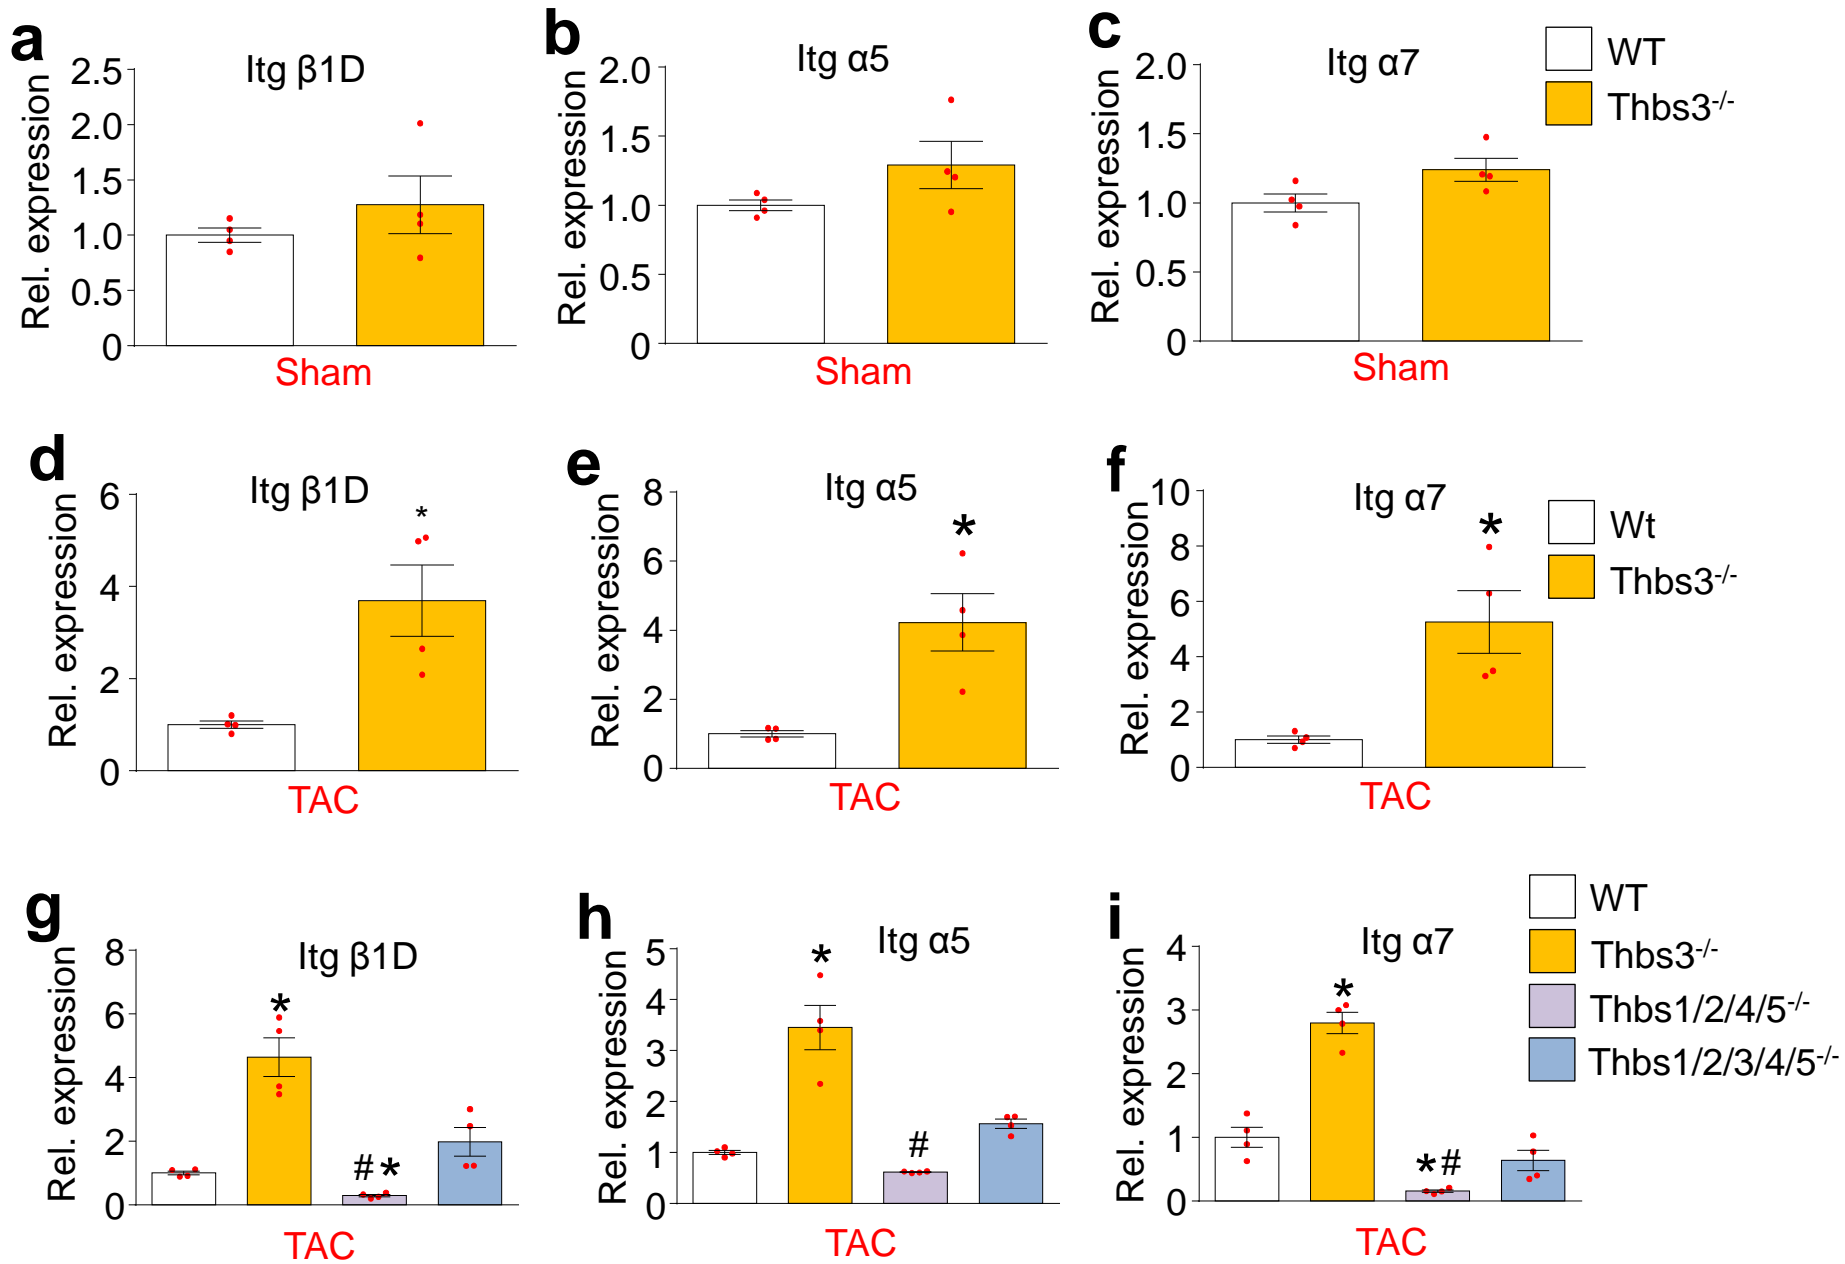 a
Itg β1D
Rel. expression
2.5
2.0
1.5
1.0
0.5
0
Sham
b
Itg α5
Rel. expression
2.0
1.5
1.0
0.5
0
Sham
c
Itg α7
Rel. expression
2.0
1.5
1.0
0.5
0
Sham
WT
Thbs3-/-
d
Itg β1D
Rel. expression
6
4
2
0
*
TAC
e
Itg α5
Rel. expression
8
6
4
2
0
*
TAC
f
Itg α7
Rel. expression
10
8
6
4
2
0
*
TAC
Wt
Thbs3-/-
g
Itg β1D
Rel. expression
8
6
4
2
0
*
# *
TAC
h
Itg α5
Rel. expression
5
4
3
2
1
0
*
#
TAC
i
Itg α7
Rel. expression
4
3
2
1
0
*
* #
TAC
WT
Thbs3-/-
Thbs1/2/4/5-/-
Thbs1/2/3/4/5-/-